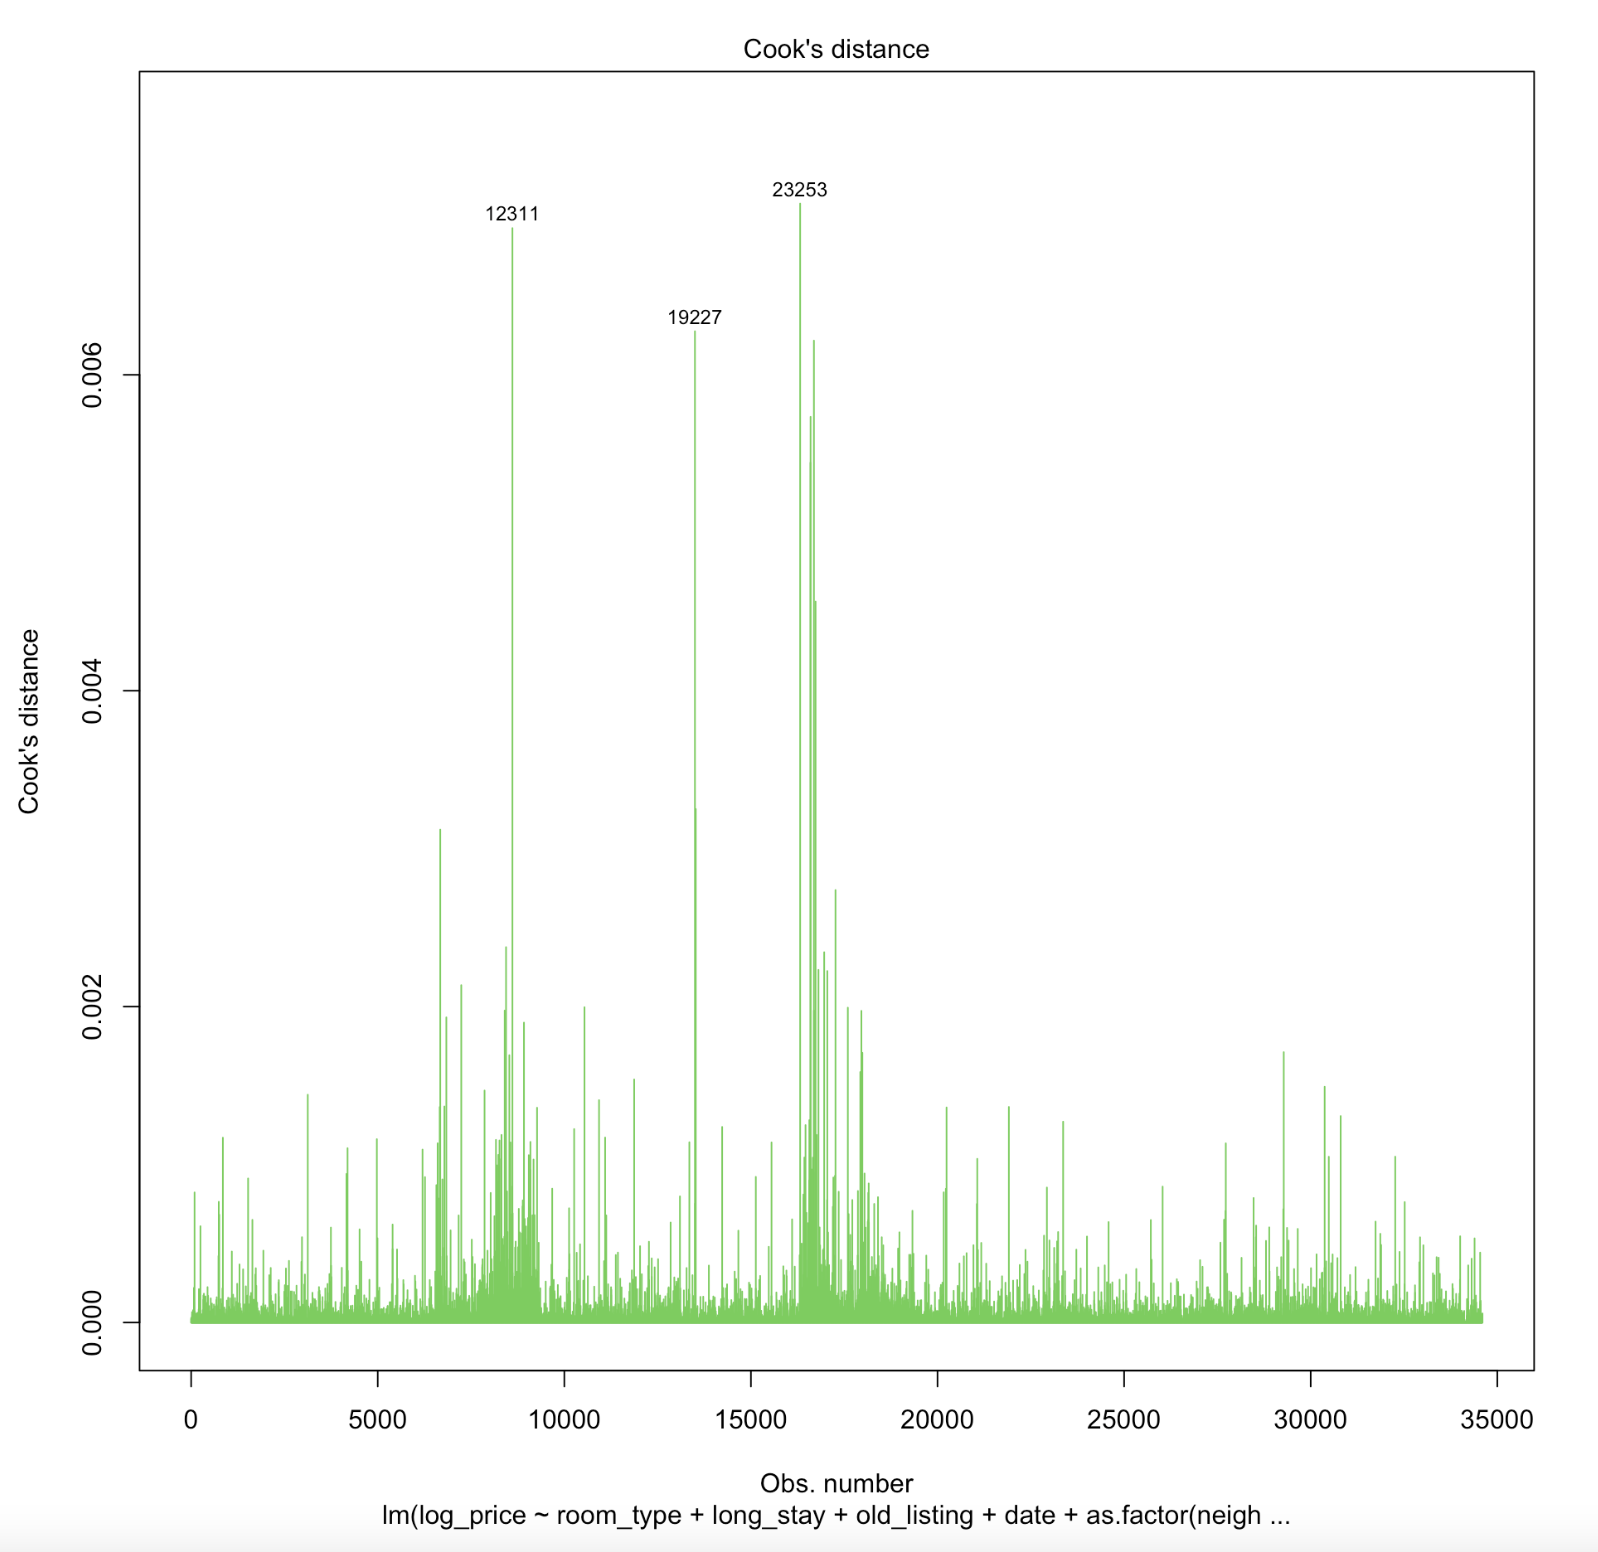 Cook's distance
23253
12311
19227
Cook's distance
0.006
0.004
0.002
0.000
0 5000 10000 15000 20000 25000 30000 35000
Obs. number
lm(log_price ~ room_type + long_stay + old_listing + date + as.factor(neigh ...